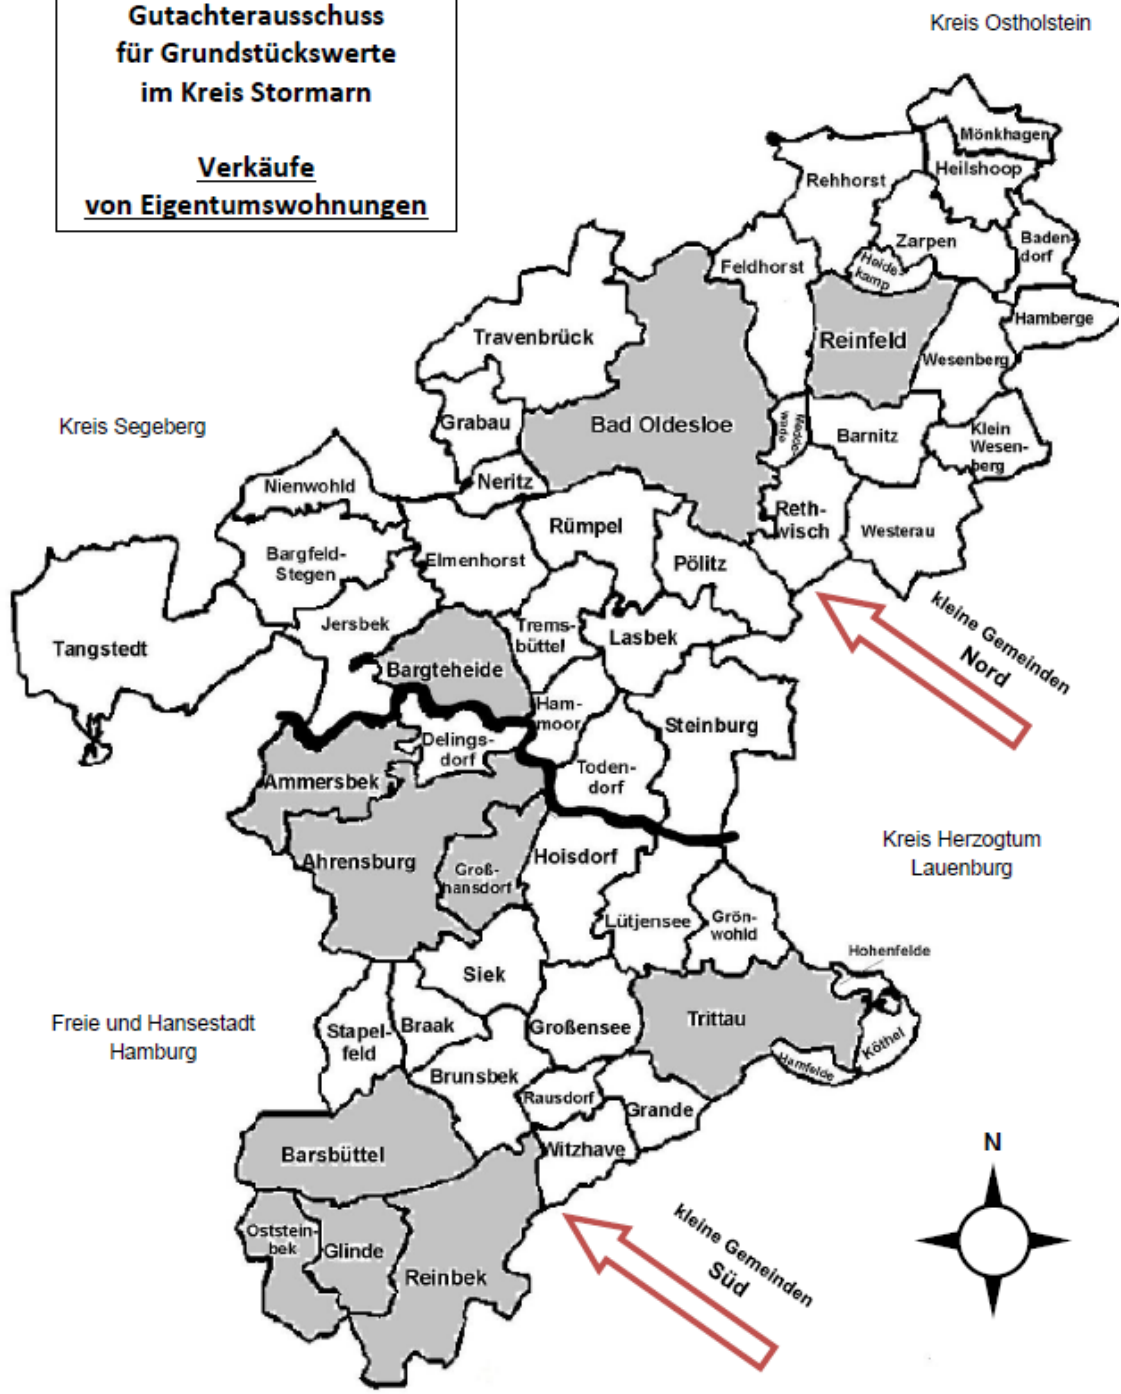 Gutachterausschuss
für Grundstückswerte
im Kreis Stormarn
Verkäufe
von Eigentumswohnungen
Kreis Ostholstein
Mönkhagen
Heilshoop
Rehhorst
Zarpen
Baden-
dorf
Heide-
kamp
Feldhorst
Hamberge
Travenbrück
Reinfeld
Wesenberg
Kreis Segeberg
Grabau
Bad Oldesloe
Medde-
wade
Barnitz
Klein
Wesen-
berg
Nienwohld
Neritz
Rümpel
Reth-
wisch
Westerau
Bargfeld-
Stegen
Elmenhorst
Pölitz
kleine Gemeinden
Nord
Tangstedt
Jersbek
Trems-
büttel
Lasbek
Bargteheide
Ham-
moor
Steinburg
Delings-
dorf
Toden-
dorf
Ammersbek
Ahrensburg
Groß-
hansdorf
Hoisdorf
Kreis Herzogtum
Lauenburg
Lütjensee
Grön-
wohld
Hohenfelde
Siek
Freie und Hansestadt
Hamburg
Stapel-
feld
Braak
Großensee
Trittau
Köthel
Hamfelde
Brunsbek
Rausdorf
Grande
Barsbüttel
Witzhave
N
Oststein-
bek
Glinde
Reinbek
kleine Gemeinden
Süd